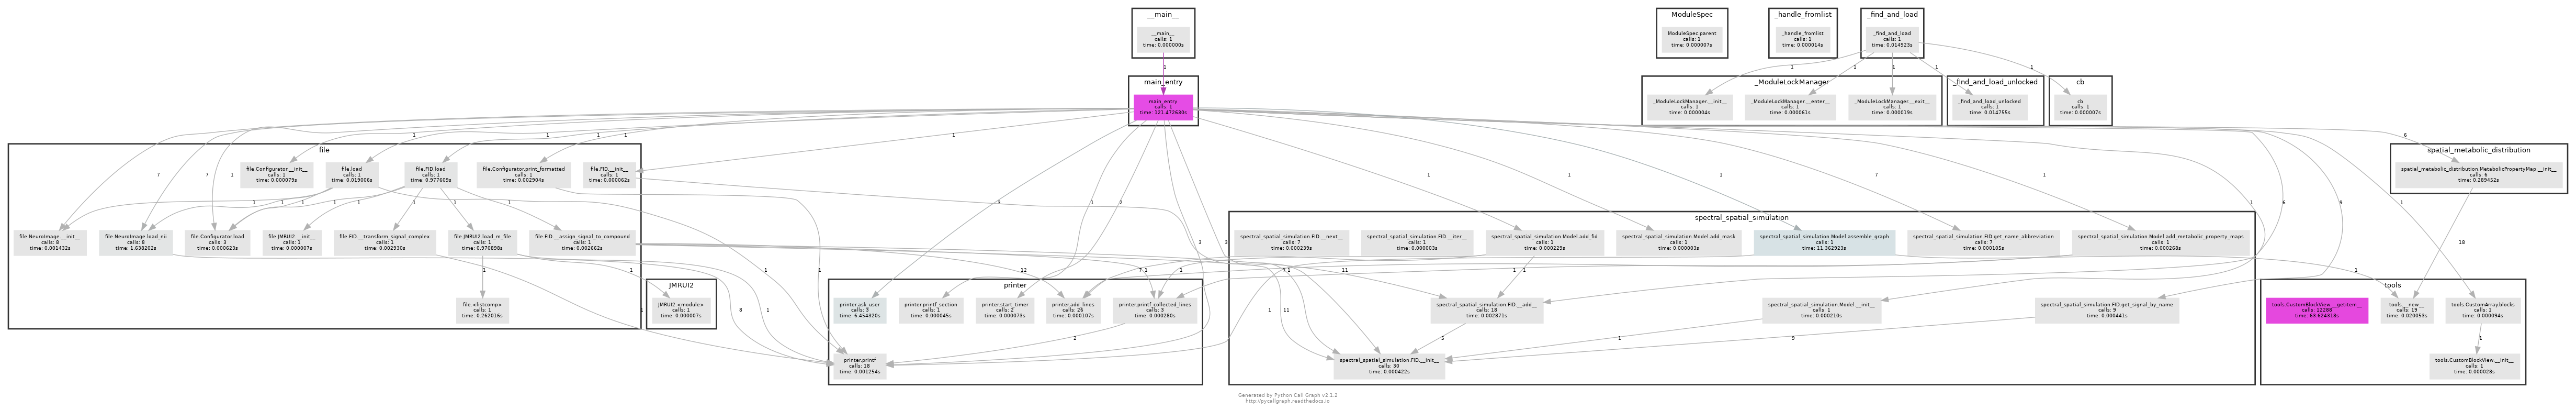 __main__
ModuleSpec
_handle_fromlist
_find_and_load
__main__
calls: 1
time: 0.000000s
ModuleSpec.parent
calls: 1
time: 0.000007s
_handle_fromlist
calls: 1
time: 0.000014s
_find_and_load
calls: 1
time: 0.014923s
1
1
1
1
1
main_entry
_ModuleLockManager
_find_and_load_unlocked
cb
main_entry
calls: 1
time: 121.472630s
_ModuleLockManager.__init__
calls: 1
time: 0.000004s
_ModuleLockManager.__enter__
calls: 1
time: 0.000061s
_ModuleLockManager.__exit__
calls: 1
time: 0.000019s
_find_and_load_unlocked
calls: 1
time: 0.014755s
cb
calls: 1
time: 0.000007s
1
1
1
1
1
6
file
spatial_metabolic_distribution
file.Configurator.__init__
calls: 1
time: 0.000079s
file.load
calls: 1
time: 0.019006s
file.FID.load
calls: 1
time: 0.977609s
file.Configurator.print_formatted
calls: 1
time: 0.002904s
file.FID.__init__
calls: 1
time: 0.000062s
spatial_metabolic_distribution.MetabolicPropertyMap.__init__
calls: 6
time: 0.289452s
7
7
1
1
1
1
1
1
1
3
1
2
1
1
1
7
1
1
6
9
1
spectral_spatial_simulation
file.NeuroImage.__init__
calls: 8
time: 0.001432s
file.NeuroImage.load_nii
calls: 8
time: 1.638202s
file.Configurator.load
calls: 3
time: 0.000623s
file.JMRUI2.__init__
calls: 1
time: 0.000007s
file.FID.__transform_signal_complex
calls: 1
time: 0.002930s
file.JMRUI2.load_m_file
calls: 1
time: 0.970898s
file.FID.__assign_signal_to_compound
calls: 1
time: 0.002662s
spectral_spatial_simulation.FID.__next__
calls: 7
time: 0.000239s
spectral_spatial_simulation.FID.__iter__
calls: 1
time: 0.000003s
spectral_spatial_simulation.Model.add_fid
calls: 1
time: 0.000229s
spectral_spatial_simulation.Model.add_mask
calls: 1
time: 0.000003s
spectral_spatial_simulation.Model.assemble_graph
calls: 1
time: 11.362923s
spectral_spatial_simulation.FID.get_name_abbreviation
calls: 7
time: 0.000105s
spectral_spatial_simulation.Model.add_metabolic_property_maps
calls: 1
time: 0.000268s
3
3
18
1
1
1
1
12
7
1
1
7
1
11
1
1
JMRUI2
printer
tools
file.<listcomp>
calls: 1
time: 0.262016s
JMRUI2.<module>
calls: 1
time: 0.000007s
printer.ask_user
calls: 3
time: 6.454320s
printer.printf_section
calls: 1
time: 0.000045s
printer.start_timer
calls: 2
time: 0.000073s
printer.add_lines
calls: 26
time: 0.000107s
printer.printf_collected_lines
calls: 3
time: 0.000280s
spectral_spatial_simulation.FID.__add__
calls: 18
time: 0.002871s
spectral_spatial_simulation.Model.__init__
calls: 1
time: 0.000210s
spectral_spatial_simulation.FID.get_signal_by_name
calls: 9
time: 0.000441s
tools.CustomBlockView.__getitem__
calls: 12288
time: 63.624318s
tools.__new__
calls: 19
time: 0.020053s
tools.CustomArray.blocks
calls: 1
time: 0.000094s
1
8
1
1
11
2
5
1
9
1
printer.printf
calls: 18
time: 0.001254s
spectral_spatial_simulation.FID.__init__
calls: 30
time: 0.000422s
tools.CustomBlockView.__init__
calls: 1
time: 0.000028s
Generated by Python Call Graph v2.1.2
http://pycallgraph.readthedocs.io